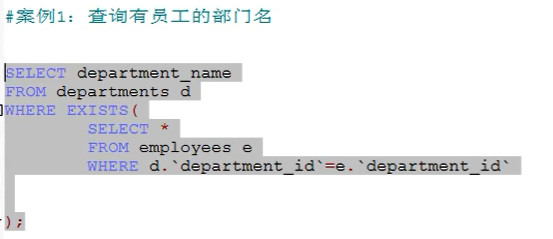 #案例1：查询有员工的部门名
SELECT department_name
FROM departments d
WHERE EXISTS(
SELECT *
FROM employees e
WHERE d.`department_id`=e.`department_id`
);